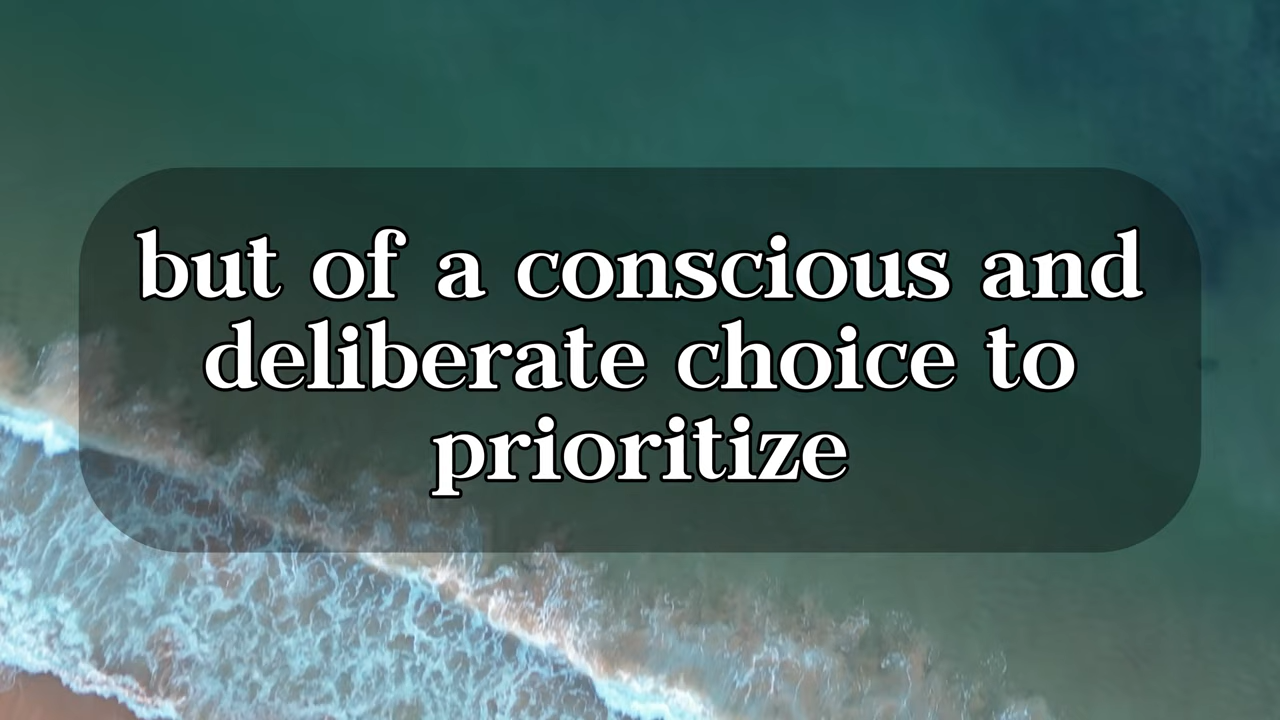 but of a conscious and
deliberate choice to
prioritize